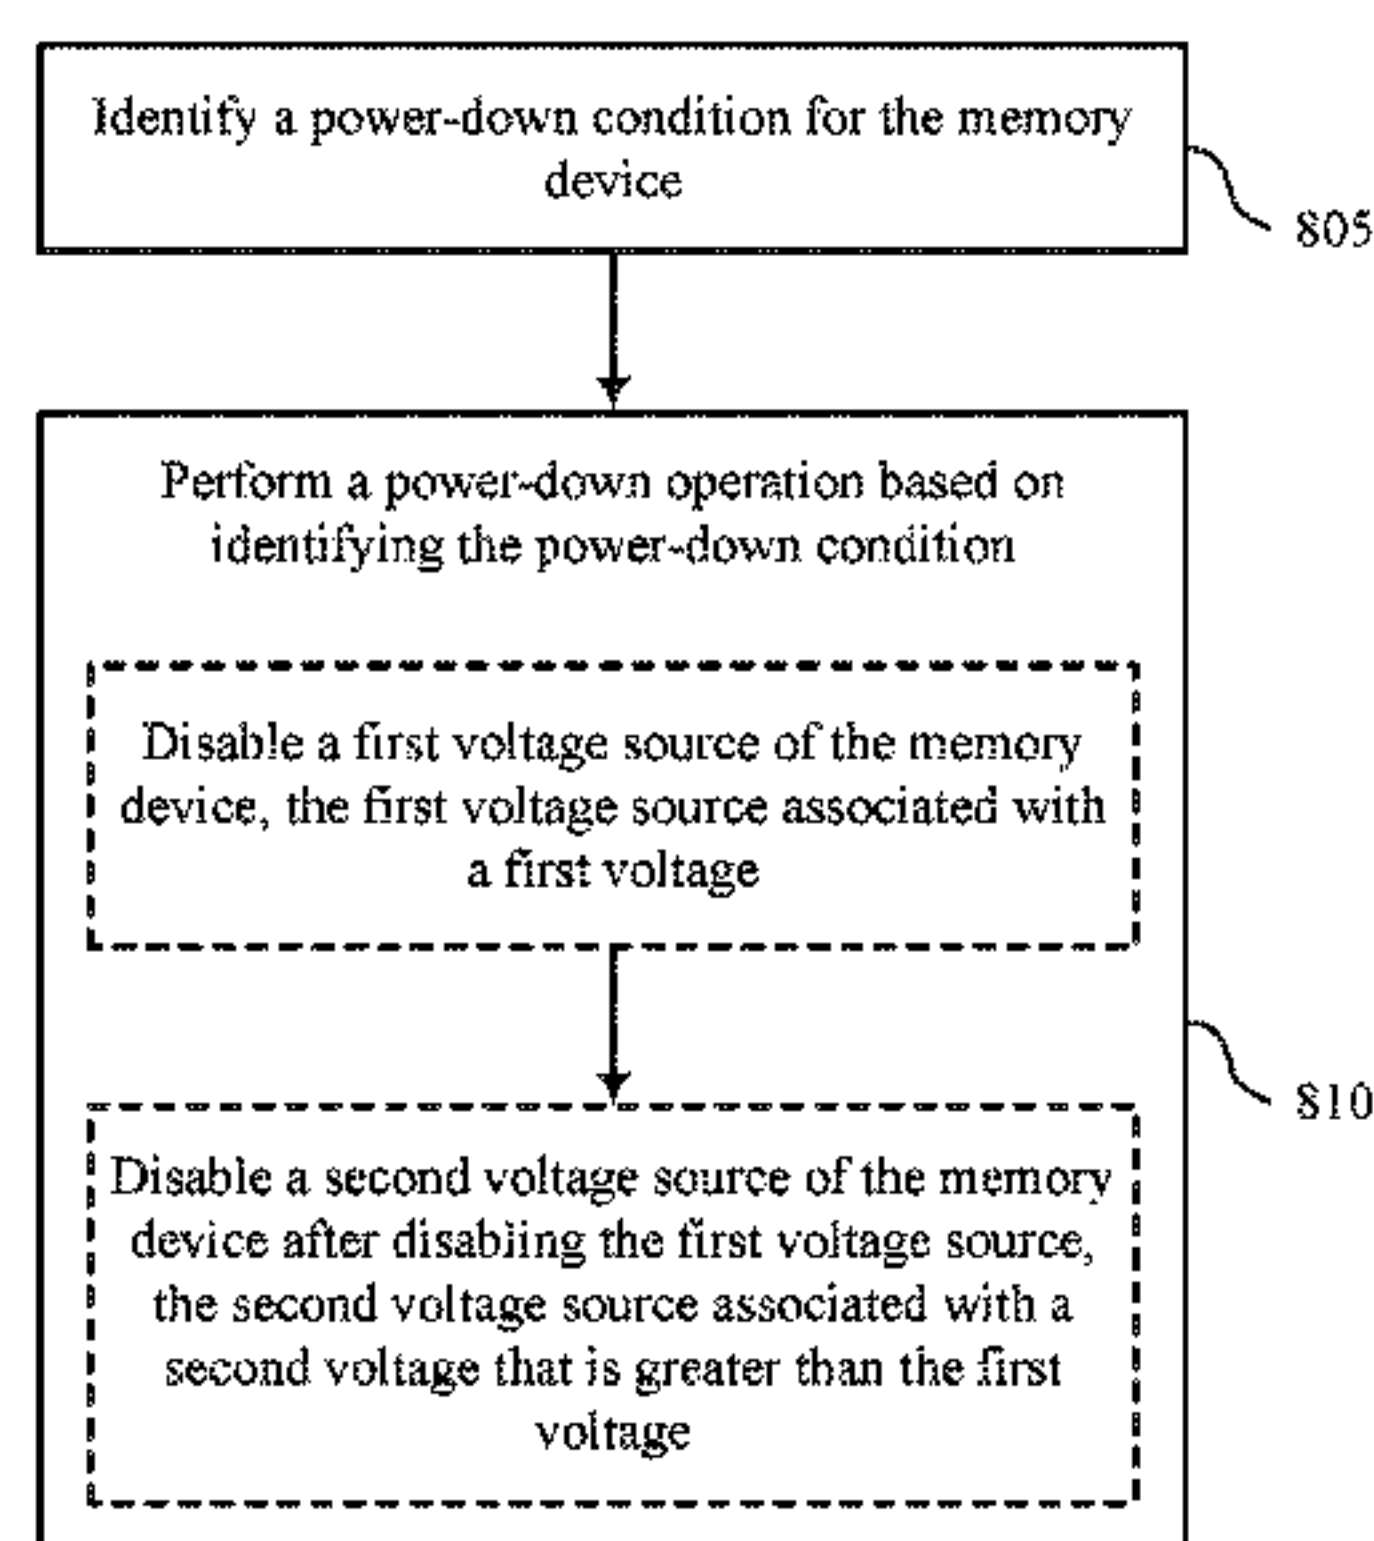 Identify a power-down condition for the memory
device
805
Perform a power-down operation based on
identifying the power-down condition
Disable a first voltage source of the memory
device, the first voltage source associated with
a first voltage
810
Disable a second voltage source of the memory
device after disabling the first voltage source,
the second voltage source associated with a
second voltage that is greater than the first
voltage